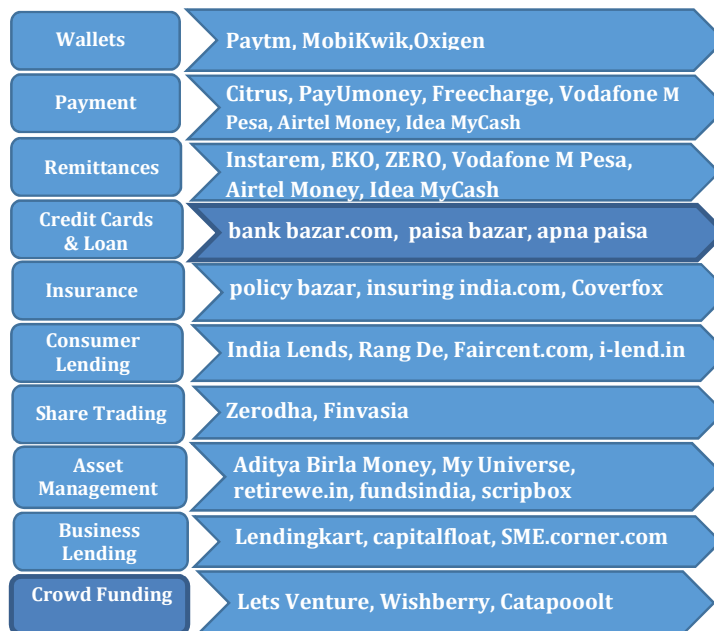 Wallets
Paytm, MobiKwik,Oxigen
Payment
Citrus, PayUmoney, Freecharge, Vodafone M
Pesa, Airtel Money, Idea MyCash
Remittances
Instarem, EKO, ZERO, Vodafone M Pesa,
Airtel Money, Idea MyCash
Credit Cards
& Loan
bank bazar.com, paisa bazar, apna paisa
Insurance
policy bazar, insuring india.com, Coverfox
Consumer
Lending
India Lends, Rang De, Faircent.com, i-lend.in
Share Trading
Zerodha, Finvasia
Asset
Management
Aditya Birla Money, My Universe,
retirewe.in, fundsindia, scripbox
Business
Lending
Lendingkart, capitalfloat, SME.corner.com
Crowd Funding
Lets Venture, Wishberry, Catapooolt